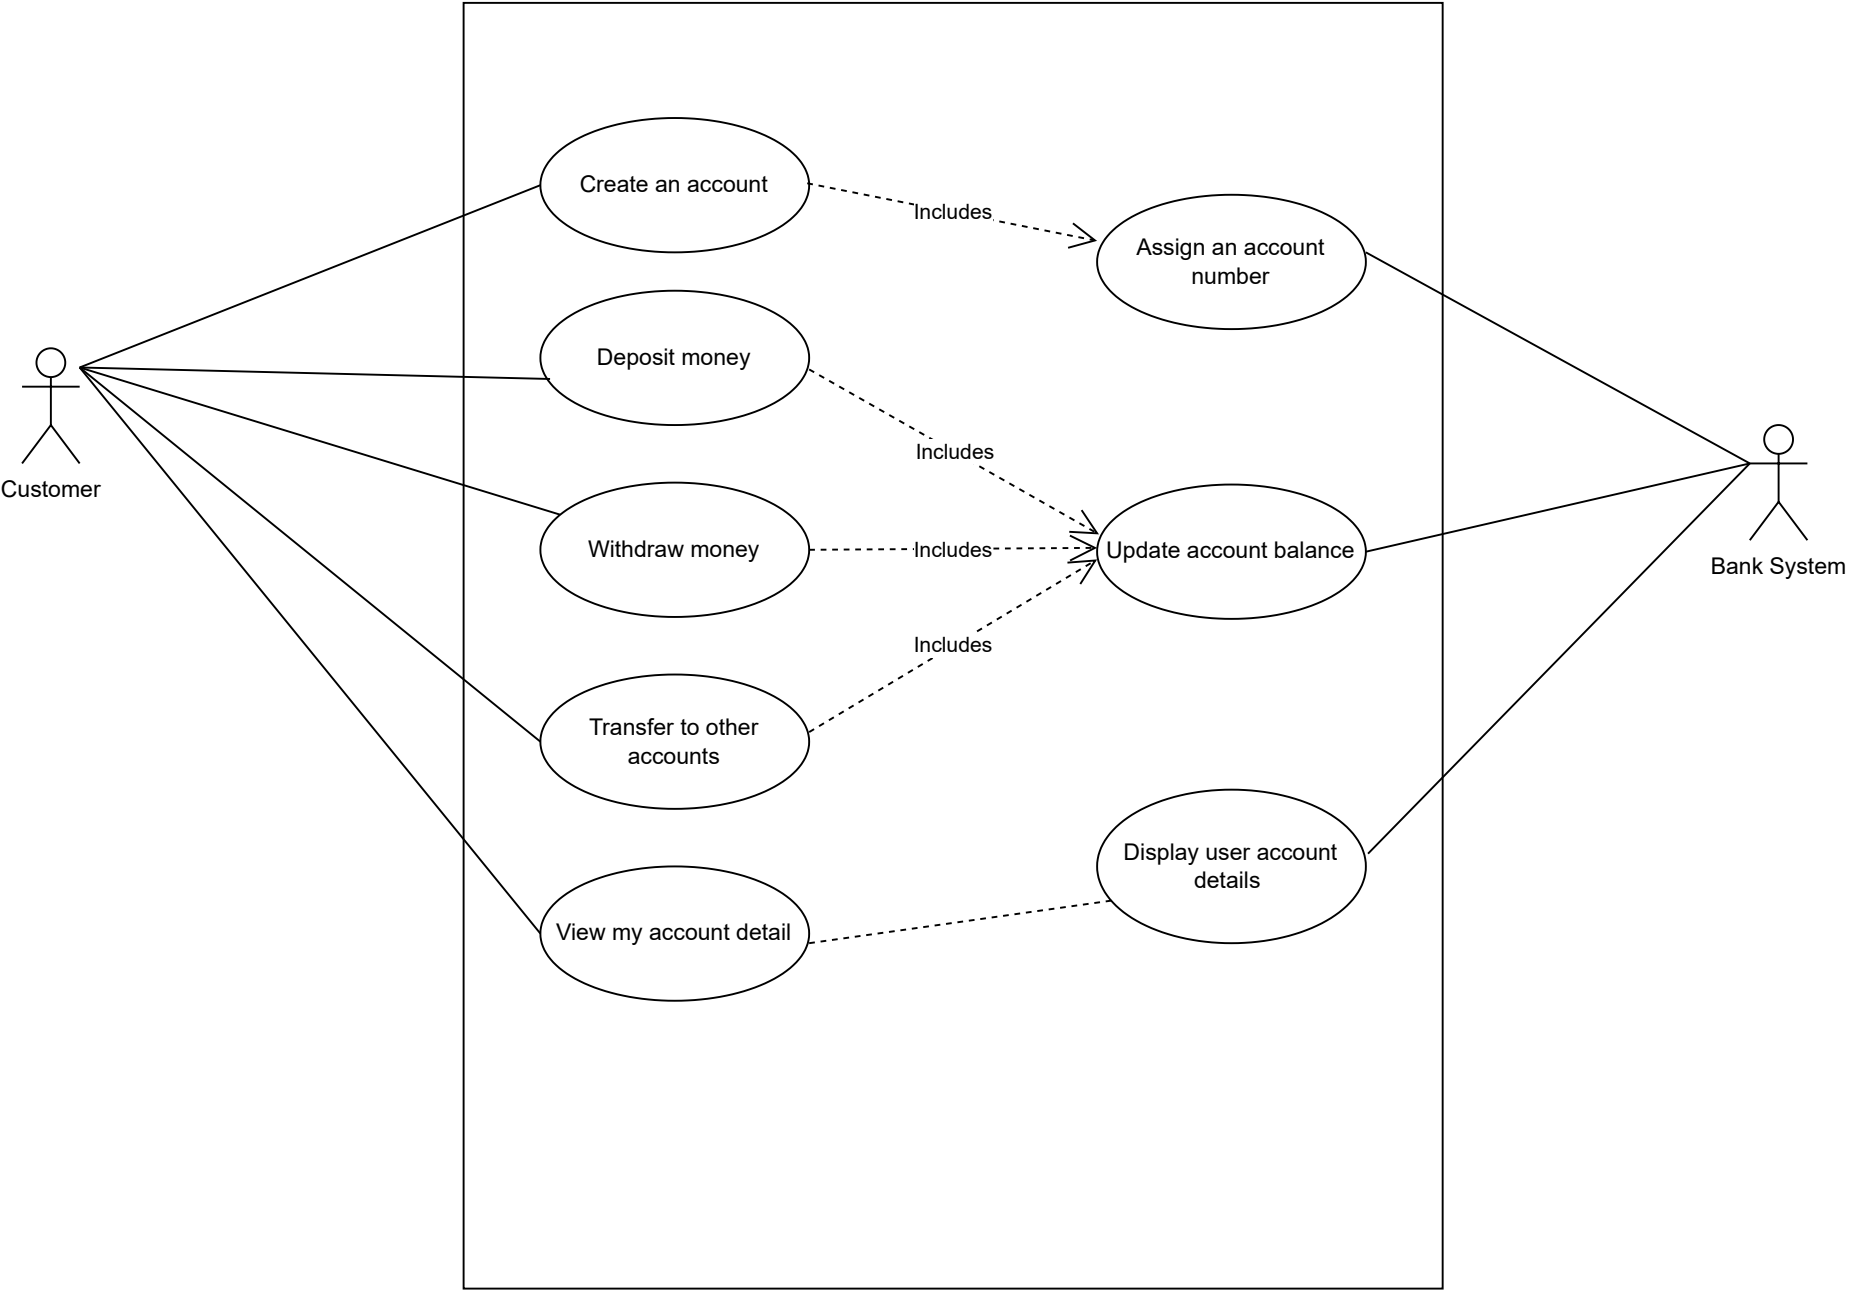 Create an account
Includes
Assign an account
number
Deposit money
Includes
Customer
Withdraw money
Includes
Update account balance
Bank System
Includes
Transfer to other
accounts
Display user account
details
View my account detail